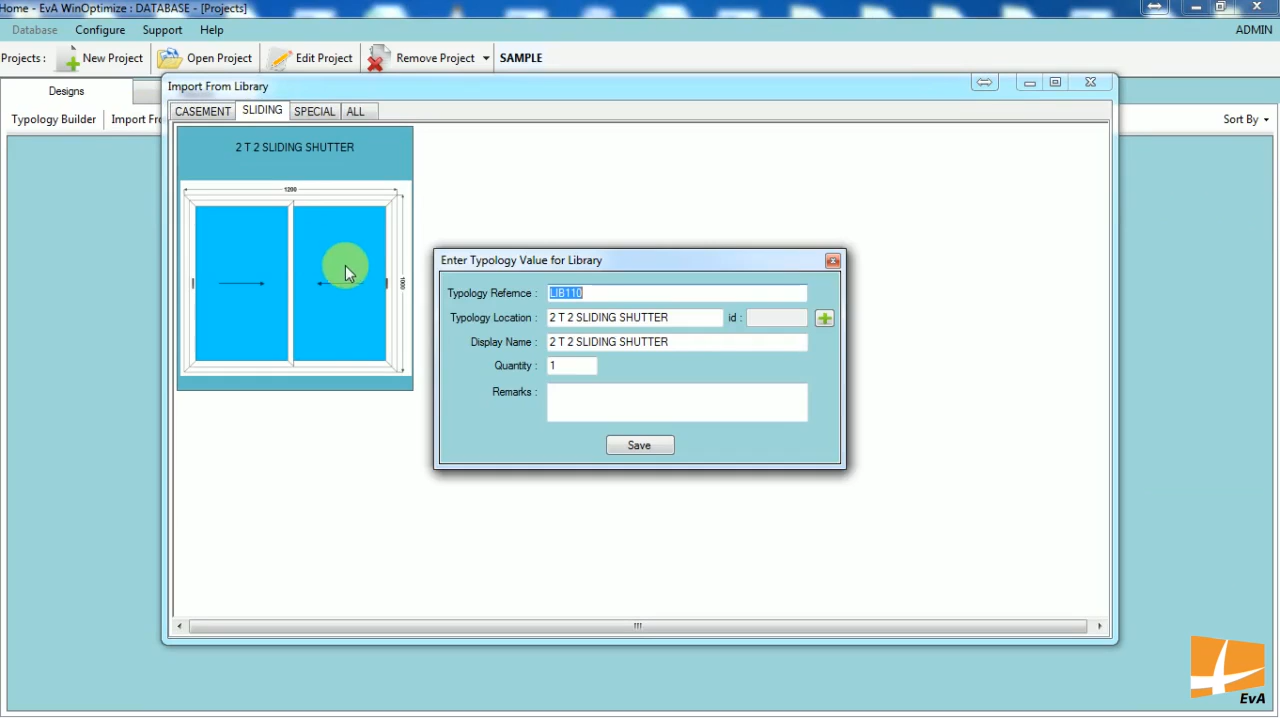 Home - EvA WinOptimize : DATABASE - [Projects]
Database Configure Support Help ADMIN
Projects : New Project Open Project Edit Project Remove Project SAMPLE
Import From Library
Designs
CASEMENT SLIDING SPECIAL ALL
Typology Builder Import Fro Sort By
2 T 2 SLIDING SHUTTER
1200
1000
Enter Typology Value for Library
Typology Refernce : LIB110
Typology Location : 2 T 2 SLIDING SHUTTER id :
Display Name : 2 T 2 SLIDING SHUTTER
Quantity : 1
Remarks :
Save
EvA